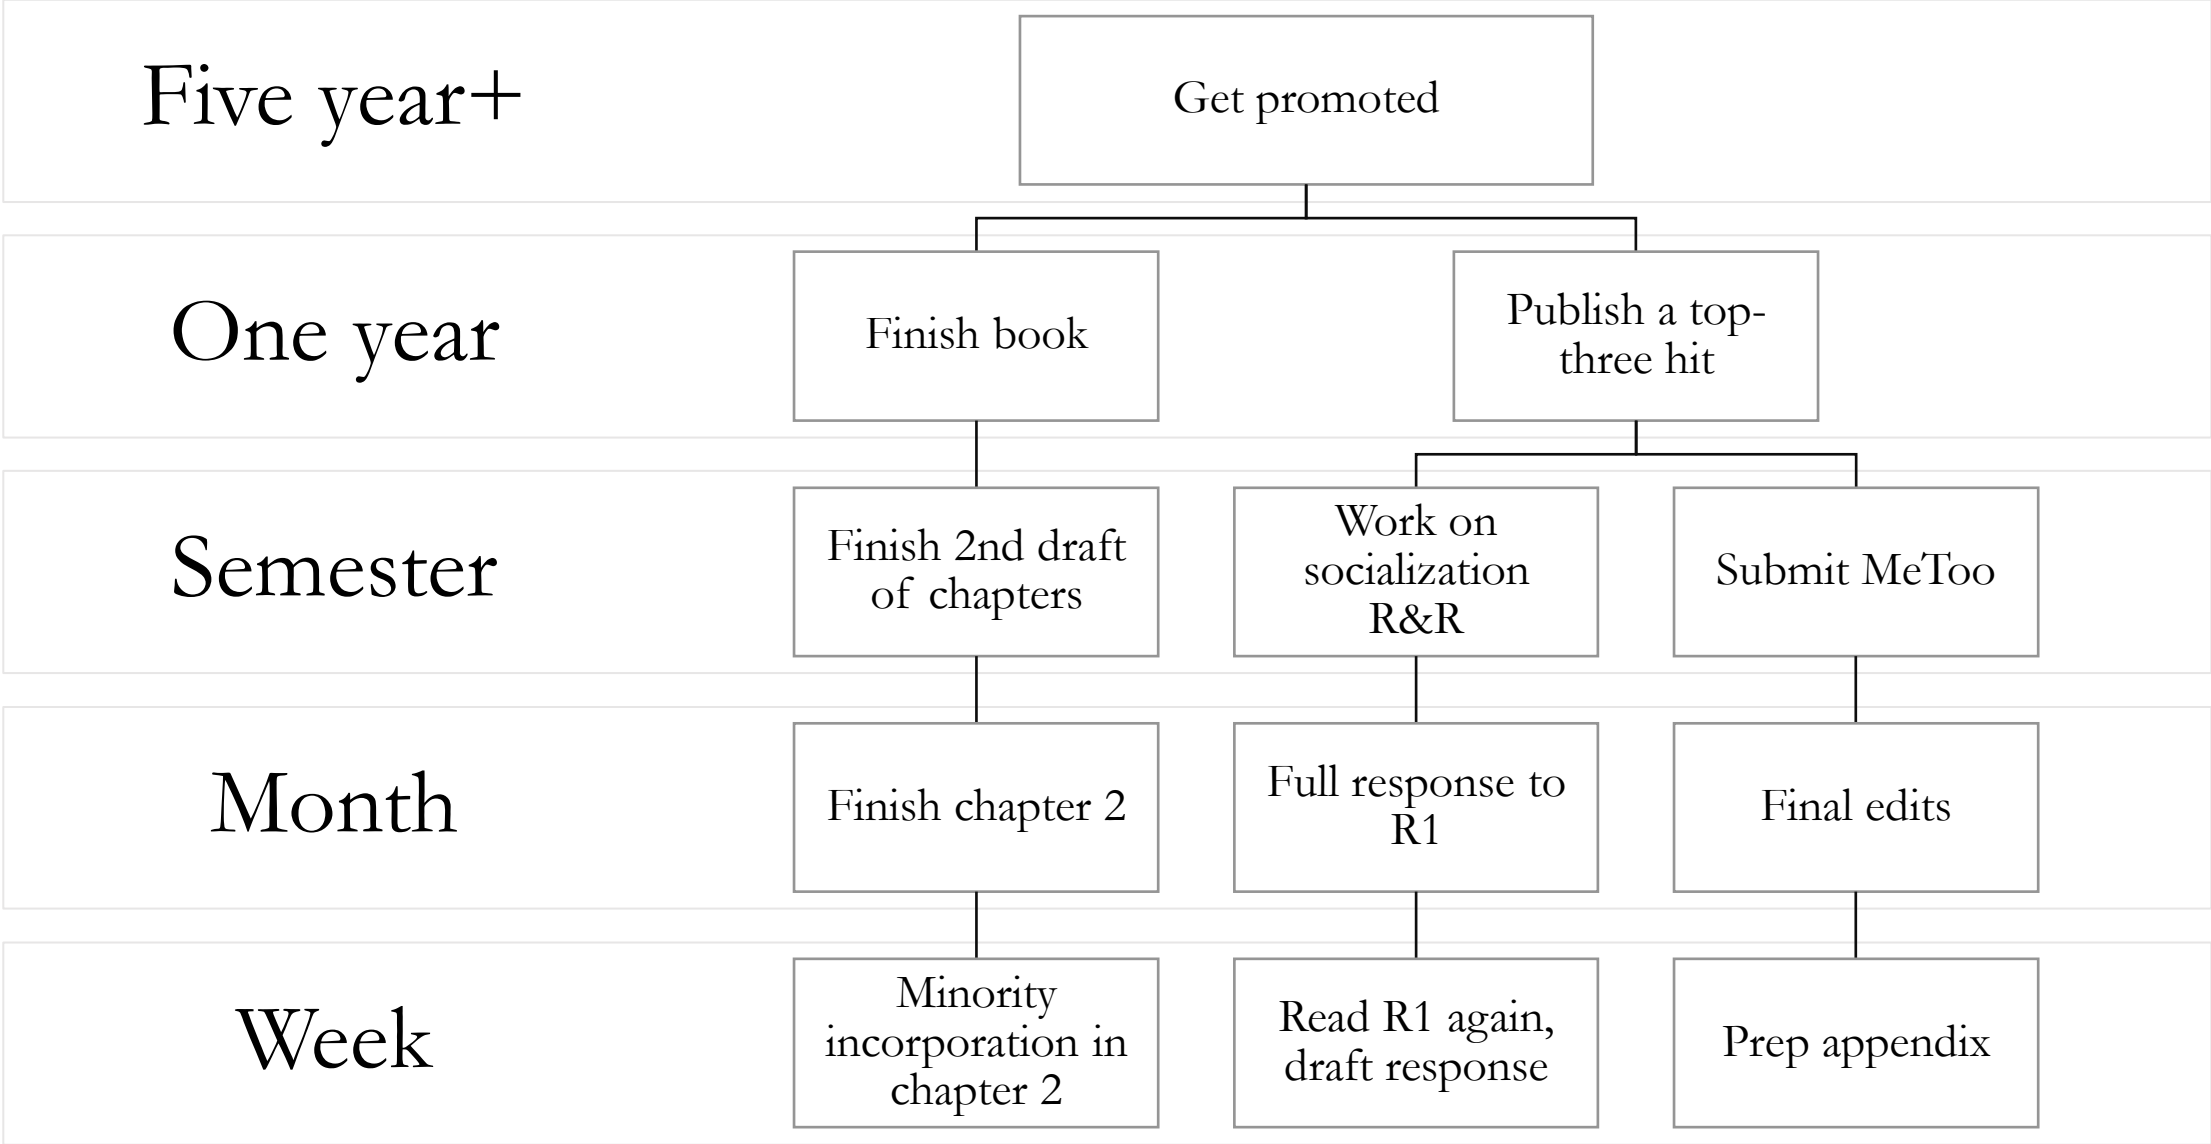 Five year+
Get promoted
One year
Finish book
Publish a top-
three hit
Semester
Finish 2nd draft
of chapters
Work on
socialization
R&R
Submit MeToo
Month
Finish chapter 2
Full response to
R1
Final edits
Week
Minority
incorporation in
chapter 2
Read R1 again,
draft response
Prep appendix